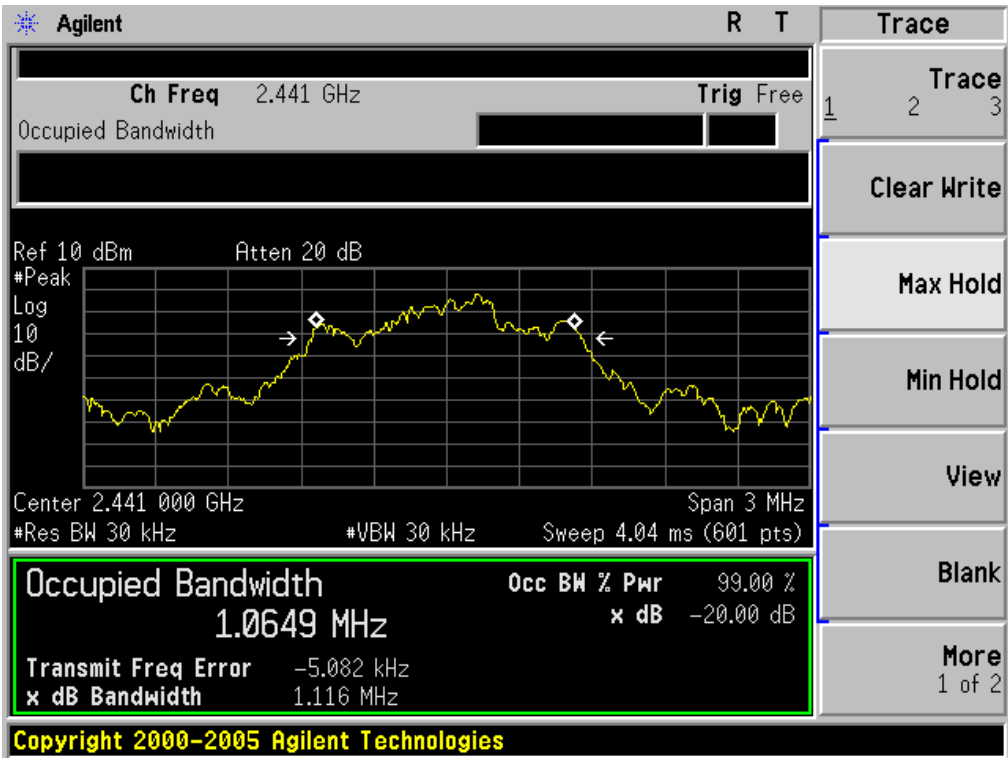 Agilent R T Trace
Ch Freq 2.441 GHz Trig Free
Occupied Bandwidth
Trace
1 2 3
Clear Write
Max Hold
Min Hold
View
Blank
More
1 of 2
Ref 10 dBm Atten 20 dB
#Peak
Log
10
dB/
Center 2.441 000 GHz Span 3 MHz
#Res BW 30 kHz #VBW 30 kHz Sweep 4.04 ms (601 pts)
Occupied Bandwidth Occ BW % Pwr 99.00 %
1.0649 MHz x dB -20.00 dB
Transmit Freq Error -5.082 kHz
x dB Bandwidth 1.116 MHz
Copyright 2000-2005 Agilent Technologies